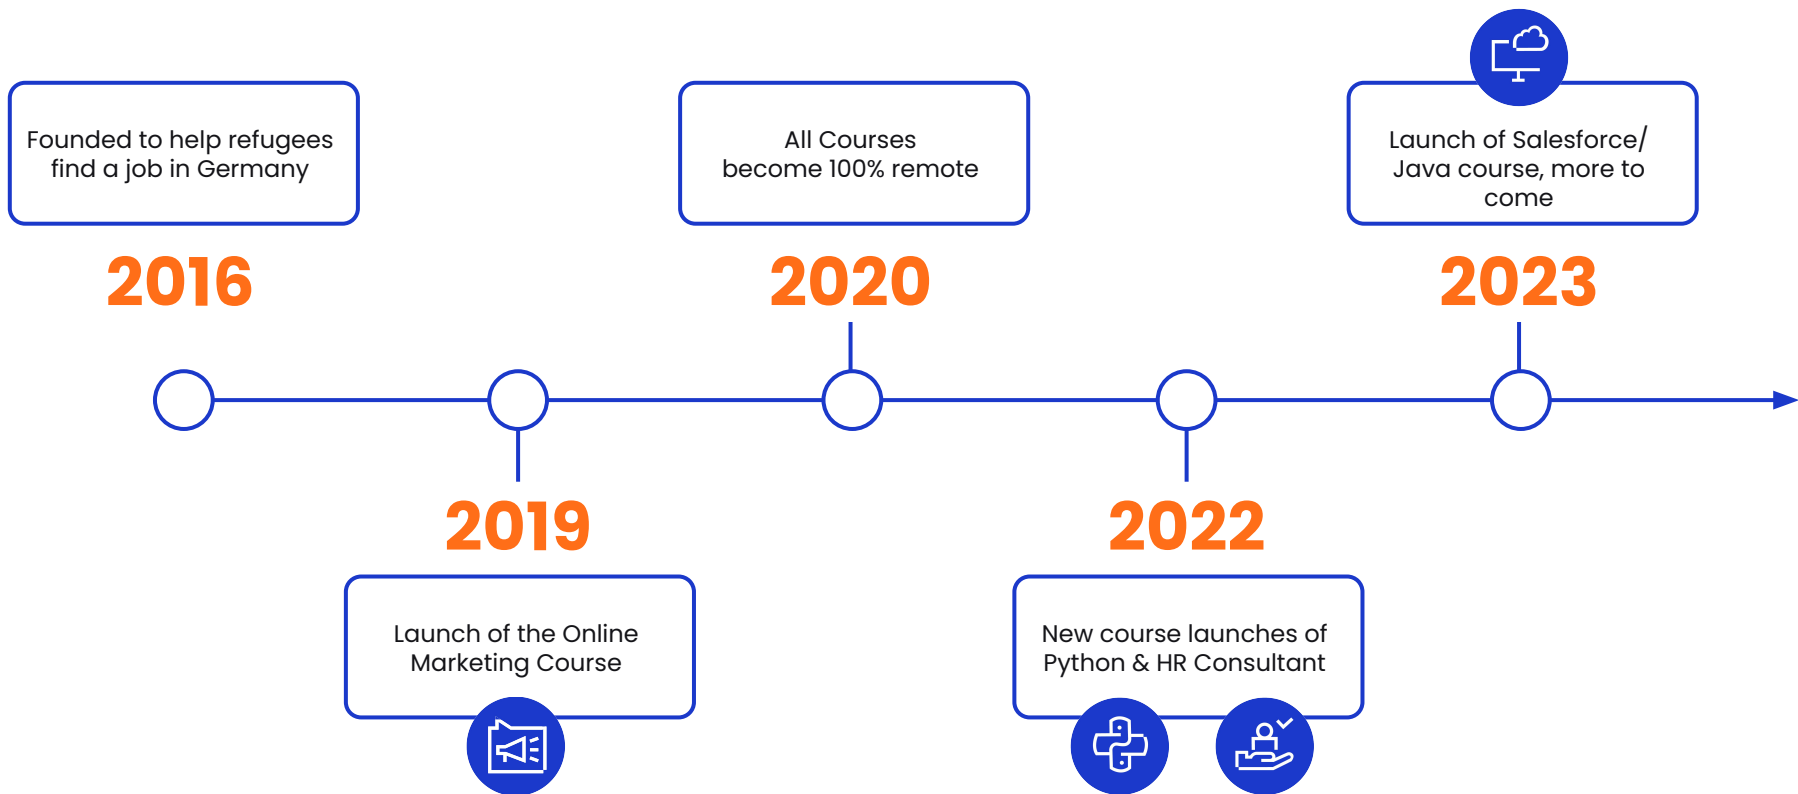 Founded to help refugees
find a job in Germany
2016
Launch of the Online
Marketing Course
2019
All Courses
become 100% remote
2020
New course launches of
Python & HR Consultant
2022
Launch of Salesforce/
Java course, more to
come
2023